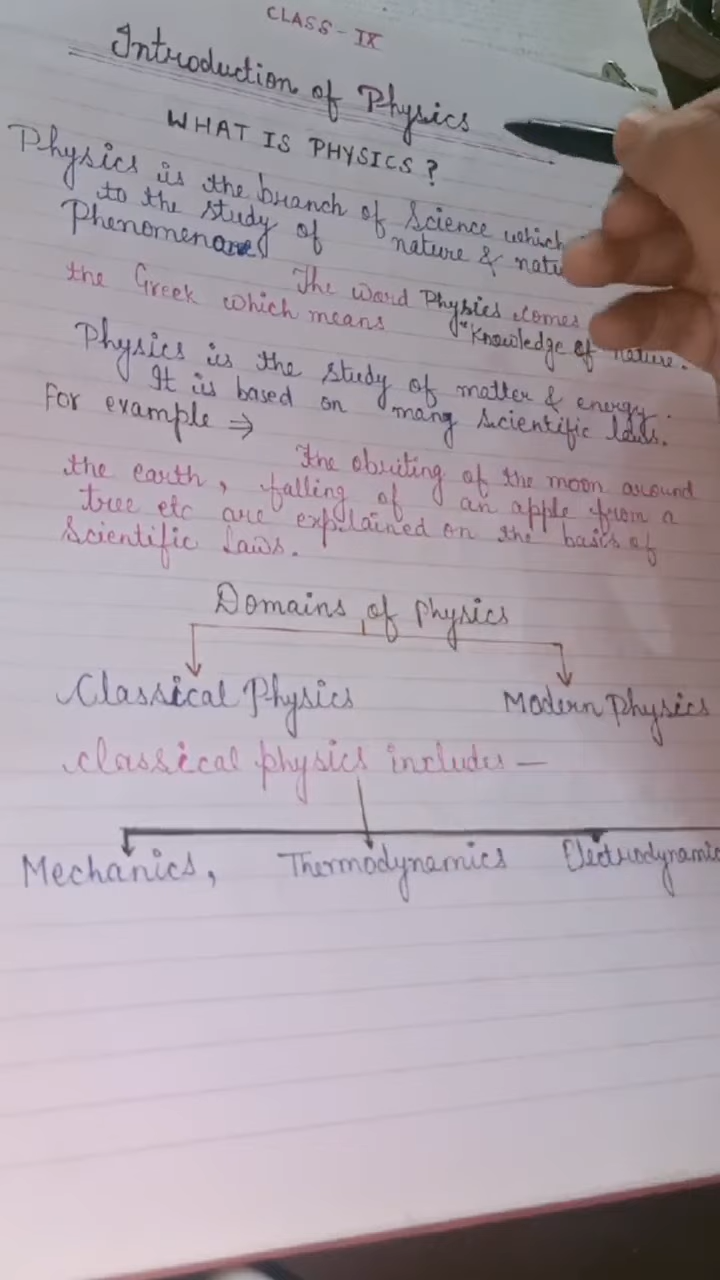 CLASS - IX
Introduction of Physics
WHAT IS PHYSICS ?
Physics is the branch of Science which
to the study of nature & natu
Phenomenone
The word Physics comes
the Greek which means "Knowledge of nature.
Physics is the study of matter & energy.
It is based on many scientific laws.
For example ⇒
The obriting of the moon around
the earth, falling of an apple from a
tree etc are explained on the basis of
Scientific laws.
Domains of physics
Classical Physics Modern physics
Classical physics includes —
Mechanics, Thermodynamics Electrodynamic